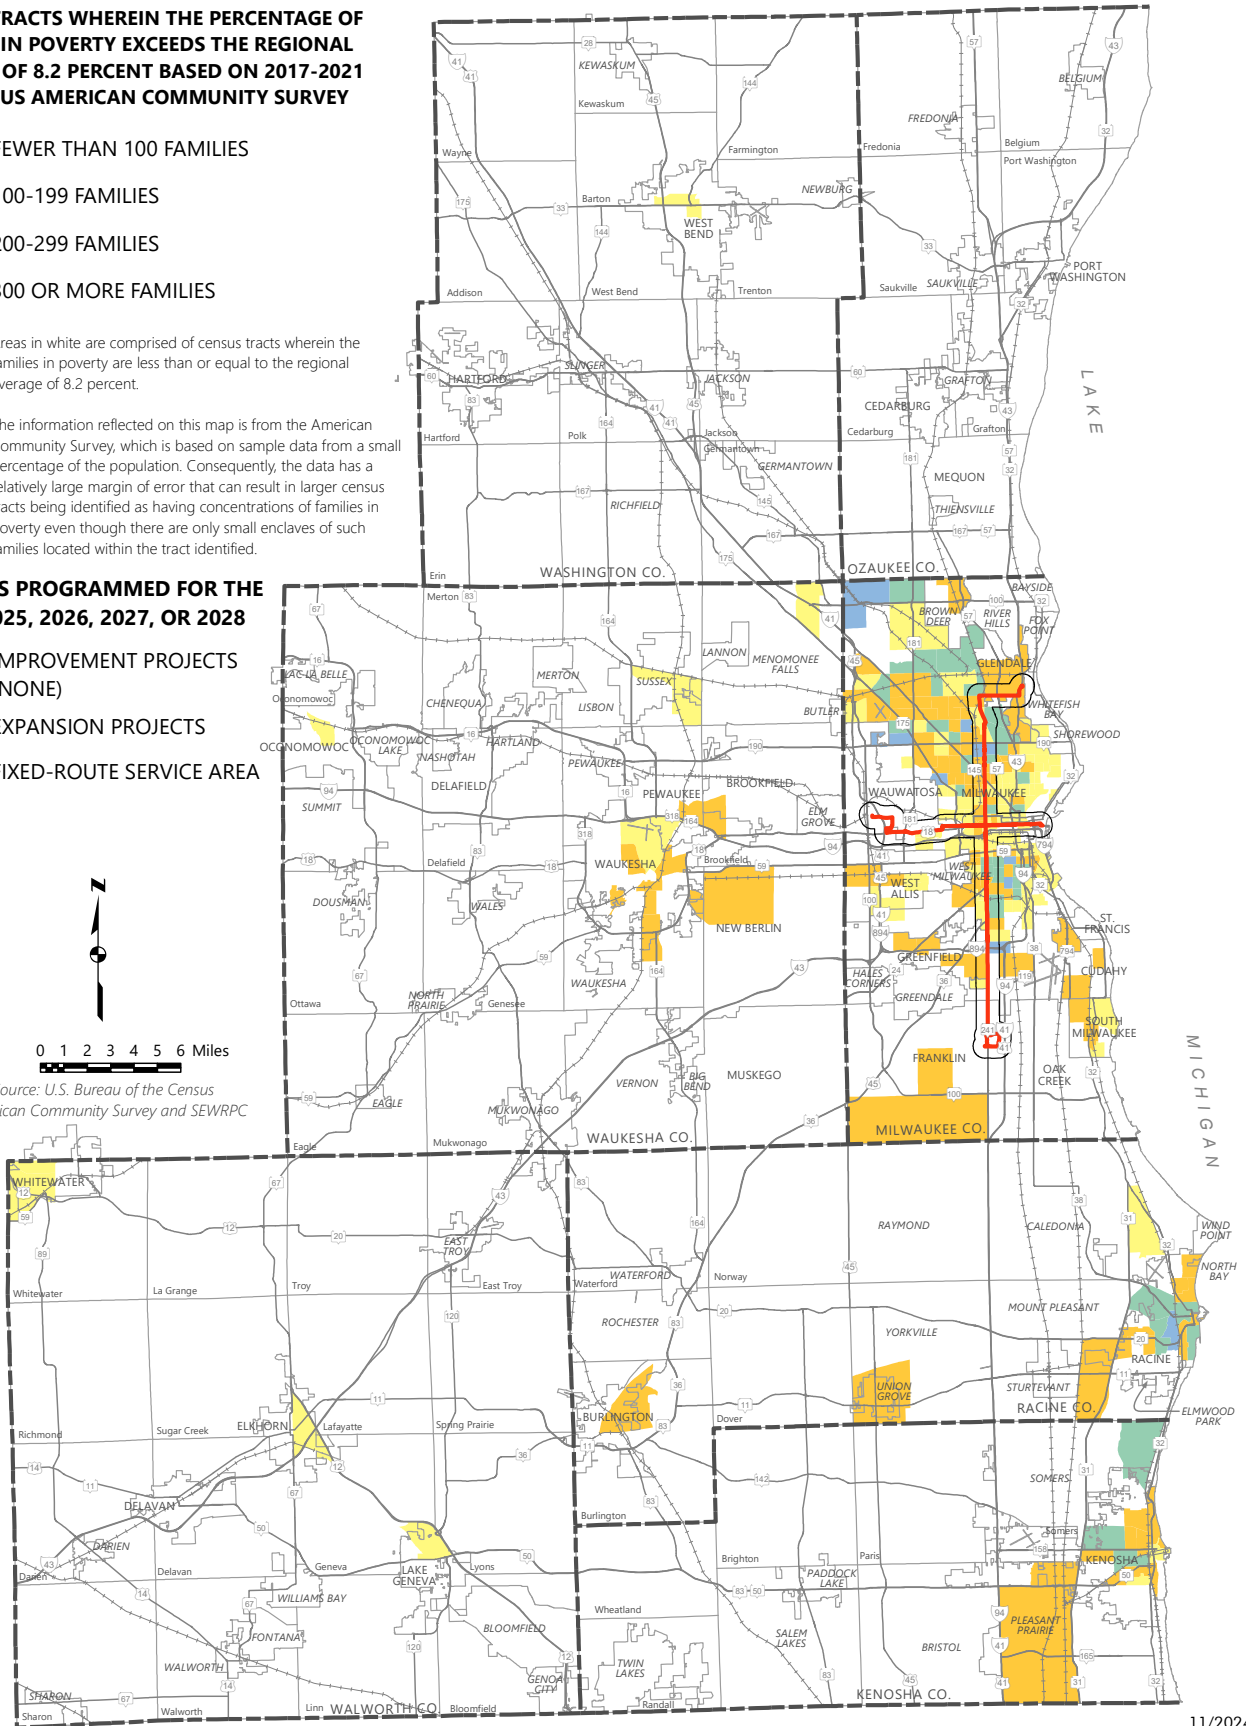 TRACTS WHEREIN THE PERCENTAGE OF
IN POVERTY EXCEEDS THE REGIONAL
OF 8.2 PERCENT BASED ON 2017-2021
US AMERICAN COMMUNITY SURVEY
FEWER THAN 100 FAMILIES
00-199 FAMILIES
200-299 FAMILIES
300 OR MORE FAMILIES
reas in white are comprised of census tracts wherein the
amilies in poverty are less than or equal to the regional
verage of 8.2 percent.
he information reflected on this map is from the American
ommunity Survey, which is based on sample data from a small
ercentage of the population. Consequently, the data has a
elatively large margin of error that can result in larger census
racts being identified as having concentrations of families in
overty even though there are only small enclaves of such
amilies located within the tract identified.
S PROGRAMMED FOR THE
025, 2026, 2027, OR 2028
IMPROVEMENT PROJECTS
(NONE)
EXPANSION PROJECTS
FIXED-ROUTE SERVICE AREA
N
0 1 2 3 4 5 6 Miles
ource: U.S. Bureau of the Census
ican Community Survey and SEWRPC
KEWASKUM
Kewaskum
Wayne
Farmington
Fredonia
FREDONIA
BELGIUM
Belgium
Port Washington
Barton
NEWBURG
WEST
BEND
Addison
West Bend
Trenton
Saukville
SAUKVILLE
PORT
WASHINGTON
HARTFORD
SLINGER
JACKSON
CEDARBURG
GRAFTON
Hartford
Polk
Jackson
Germantown
Cedarburg
Grafton
GERMANTOWN
MEQUON
THIENSVILLE
RICHFIELD
Erin
WASHINGTON CO.
OZAUKEE CO.
LAKE
MICHIGAN
Merton
LAC LA BELLE
Oconomowoc
OCONOMOWOC
OCONOMOWOC
LAKE
CHENEQUA
MERTON
LISBON
SUSSEX
LANNON
MENOMONEE
FALLS
BUTLER
NASHOTAH
HARTLAND
PEWAUKEE
PEWAUKEE
BROOKFIELD
ELM
GROVE
SUMMIT
DELAFIELD
Delafield
WAUKESHA
Brookfield
DOUSMAN
WALES
NEW BERLIN
WAUKESHA
Ottawa
NORTH
PRAIRIE
Genesee
VERNON
BIG
BEND
MUSKEGO
EAGLE
MUKWONAGO
Eagle
Mukwonago
WAUKESHA CO.
BAYSIDE
BROWN
DEER
RIVER
HILLS
FOX
POINT
GLENDALE
WHITEFISH
BAY
SHOREWOOD
WAUWATOSA
MILWAUKEE
WEST
MILWAUKEE
WEST
ALLIS
ST.
FRANCIS
GREENFIELD
CUDAHY
HALES
CORNERS
GREENDALE
SOUTH
MILWAUKEE
FRANKLIN
OAK
CREEK
MILWAUKEE CO.
WHITEWATER
Whitewater
La Grange
Troy
EAST
TROY
East Troy
Waterford
WATERFORD
Norway
RAYMOND
CALEDONIA
WIND
POINT
NORTH
BAY
ROCHESTER
YORKVILLE
MOUNT PLEASANT
RACINE
UNION
GROVE
STURTEVANT
RACINE CO.
ELMWOOD
PARK
BURLINGTON
Dover
Burlington
Richmond
Sugar Creek
ELKHORN
Lafayette
Spring Prairie
DELAVAN
DARIEN
Darien
Delavan
Geneva
LAKE
GENEVA
Lyons
WILLIAMS BAY
FONTANA
WALWORTH
SHARON
Sharon
Walworth
Linn
WALWORTH CO.
Bloomfield
BLOOMFIELD
GENOA
CITY
Wheatland
TWIN
LAKES
Randall
SOMERS
Somers
Brighton
Paris
PADDOCK
LAKE
KENOSHA
SALEM
LAKES
BRISTOL
PLEASANT
PRAIRIE
KENOSHA CO.
11/2024